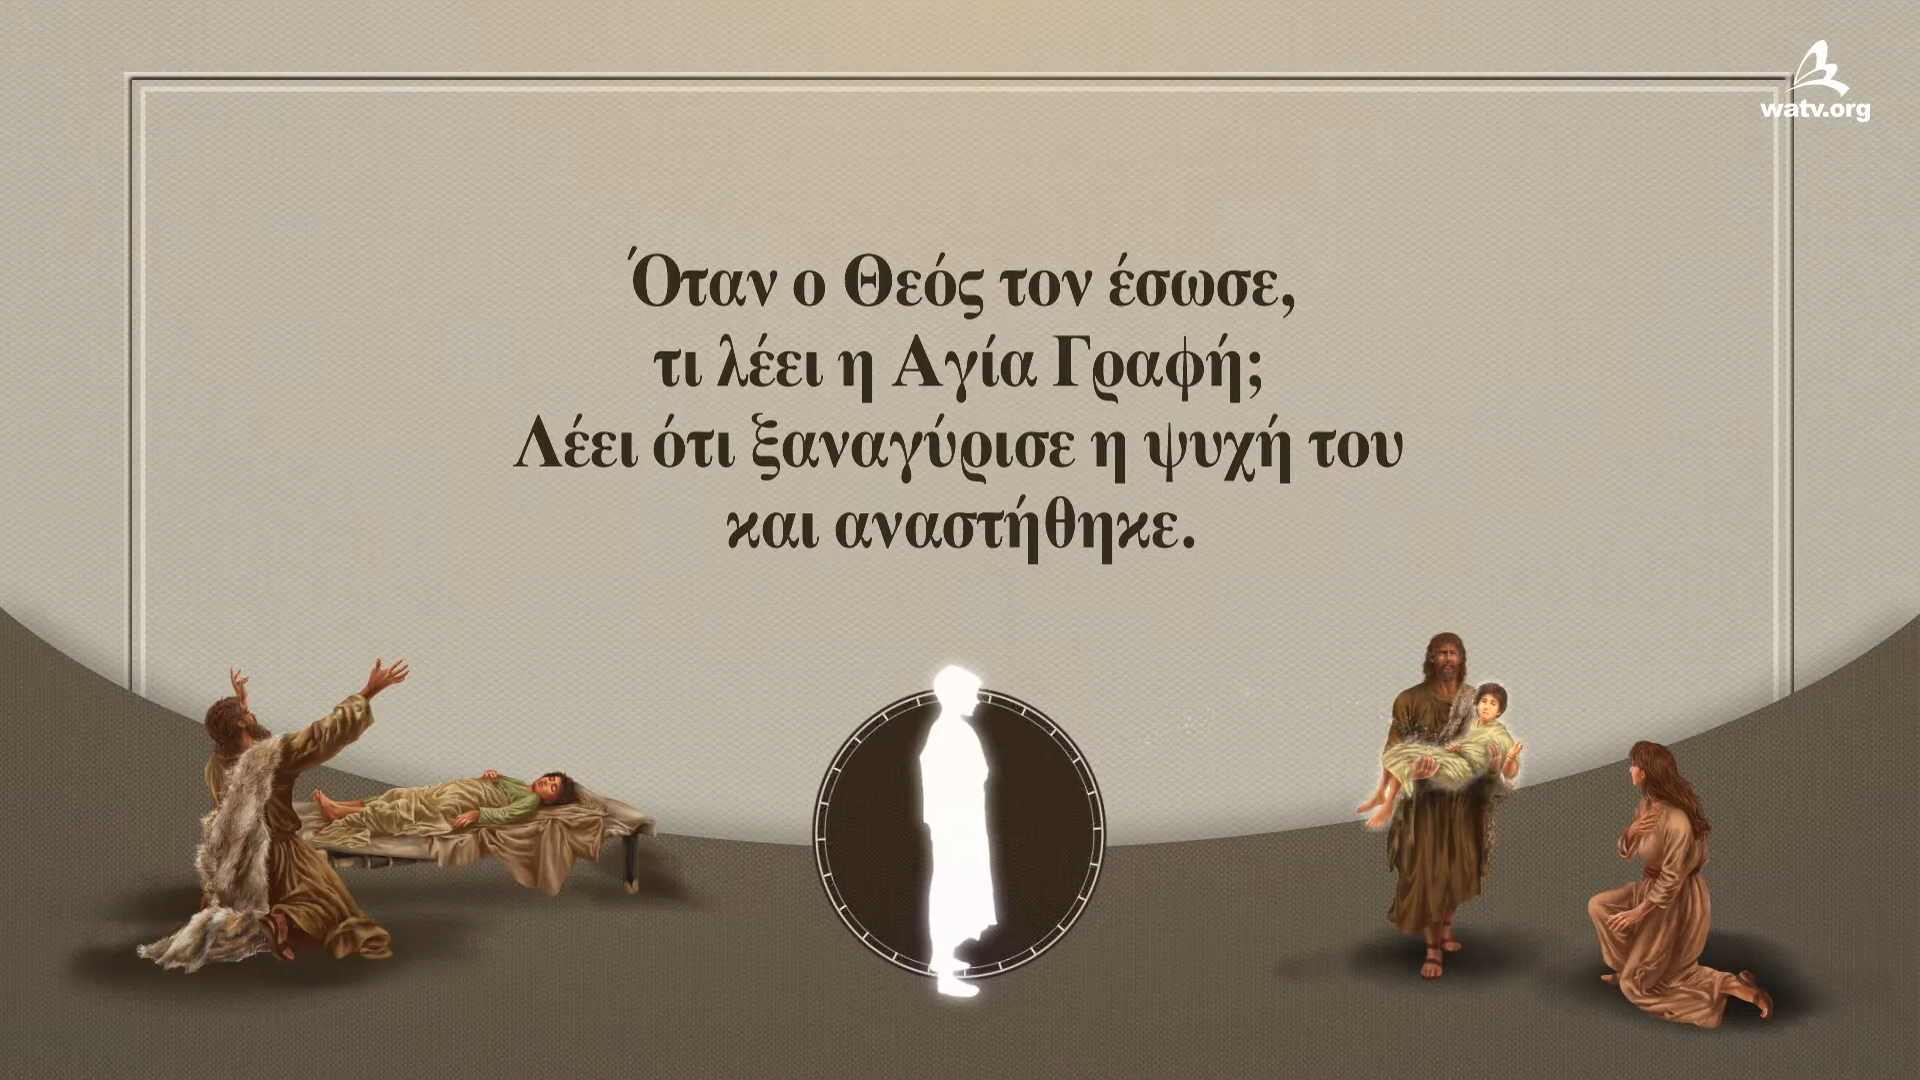 watv.org
Όταν ο Θεός τον έσωσε,
τι λέει η Αγία Γραφή;
Λέει ότι ξαναγύρισε η ψυχή του
και αναστήθηκε.